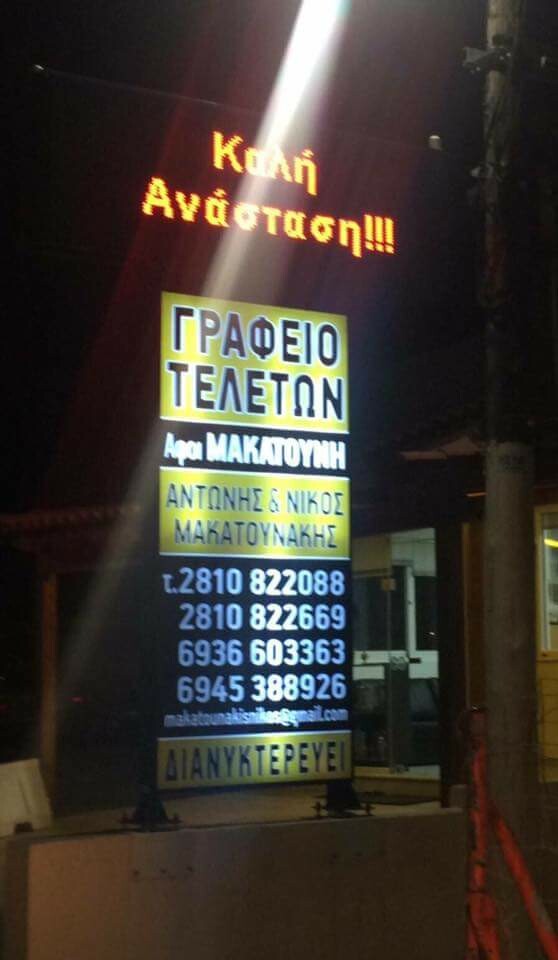 Καλή
Ανάσταση!!!
ΓΡΑΦΕΙΟ
ΤΕΛΕΤΩΝ
Αφοι ΜΑΚΑΤΟΥΝΗ
ΑΝΤΩΝΗΣ & ΝΙΚΟΣ
ΜΑΚΑΤΟΥΝΑΚΗΣ
τ.2810 822088
2810 822669
6936 603363
6945 388926
makatounakisnikos@gmail.com
ΔΙΑΝΥΚΤΕΡΕΥΕΙ